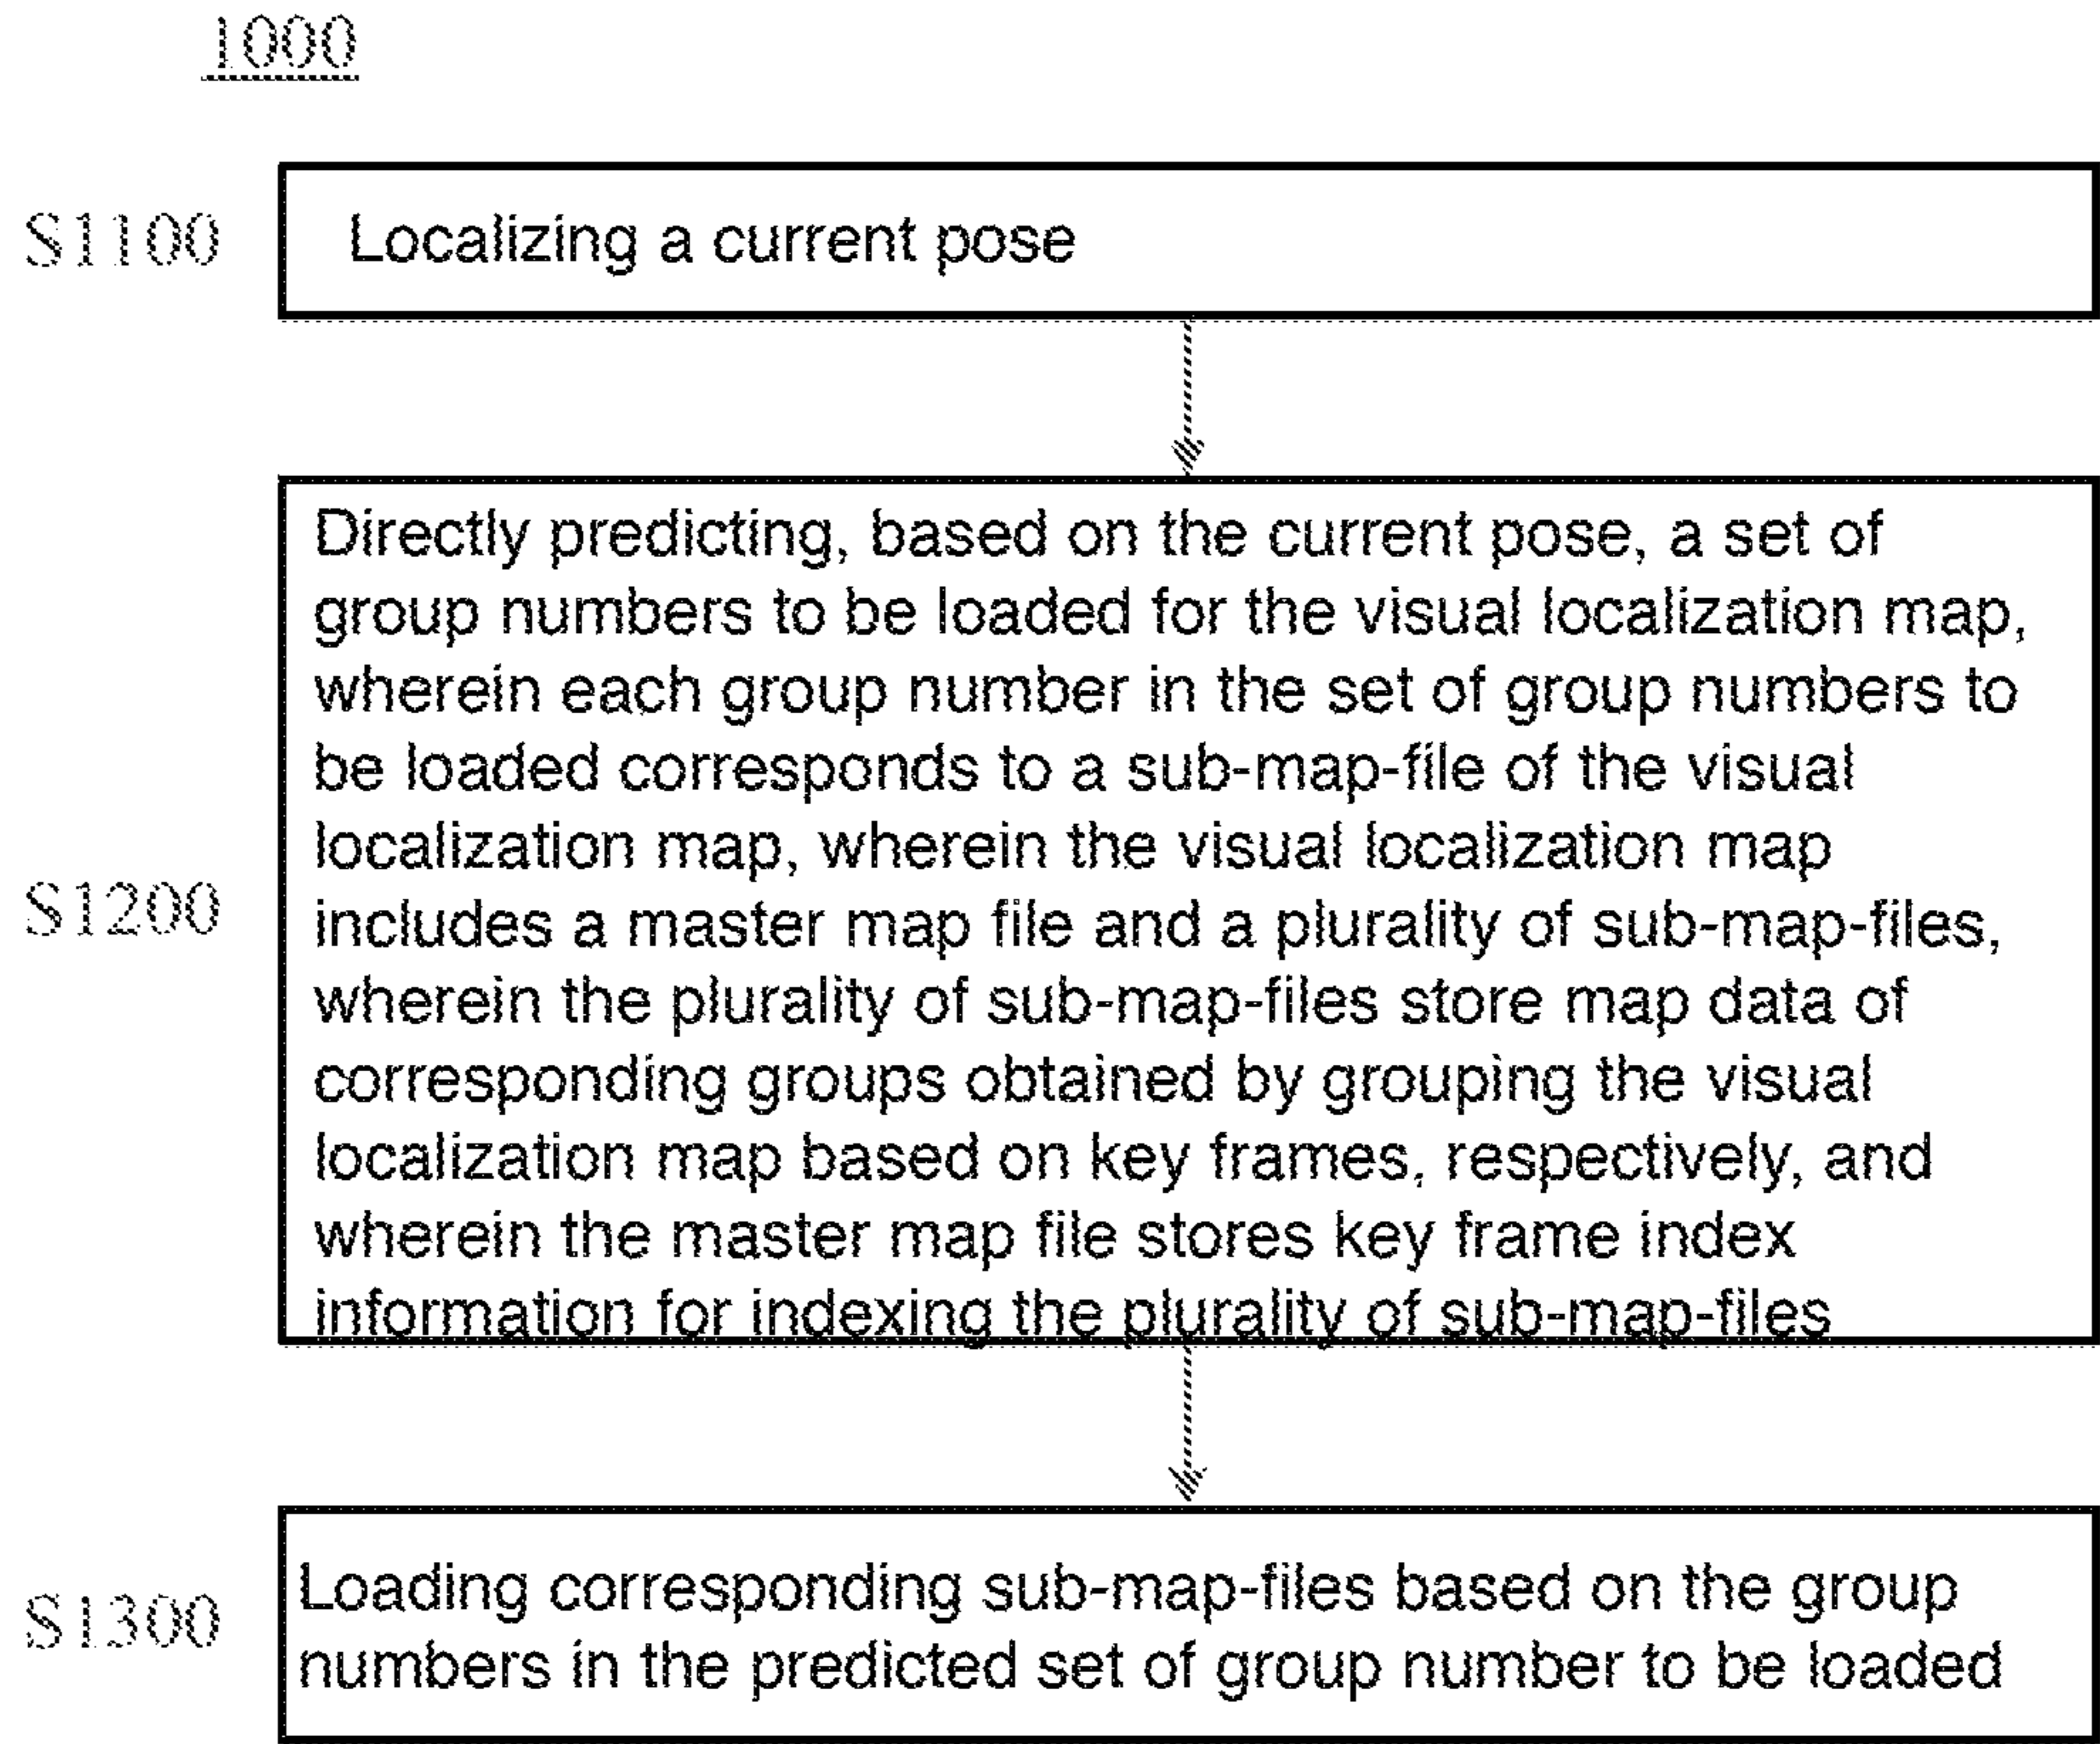 1000
S1100
Localizing a current pose
S1200
Directly predicting, based on the current pose, a set of
group numbers to be loaded for the visual localization map,
wherein each group number in the set of group numbers to
be loaded corresponds to a sub-map-file of the visual
localization map, wherein the visual localization map
includes a master map file and a plurality of sub-map-files,
wherein the plurality of sub-map-files store map data of
corresponding groups obtained by grouping the visual
localization map based on key frames, respectively, and
wherein the master map file stores key frame index
information for indexing the plurality of sub-map-files
S1300
Loading corresponding sub-map-files based on the group
numbers in the predicted set of group number to be loaded